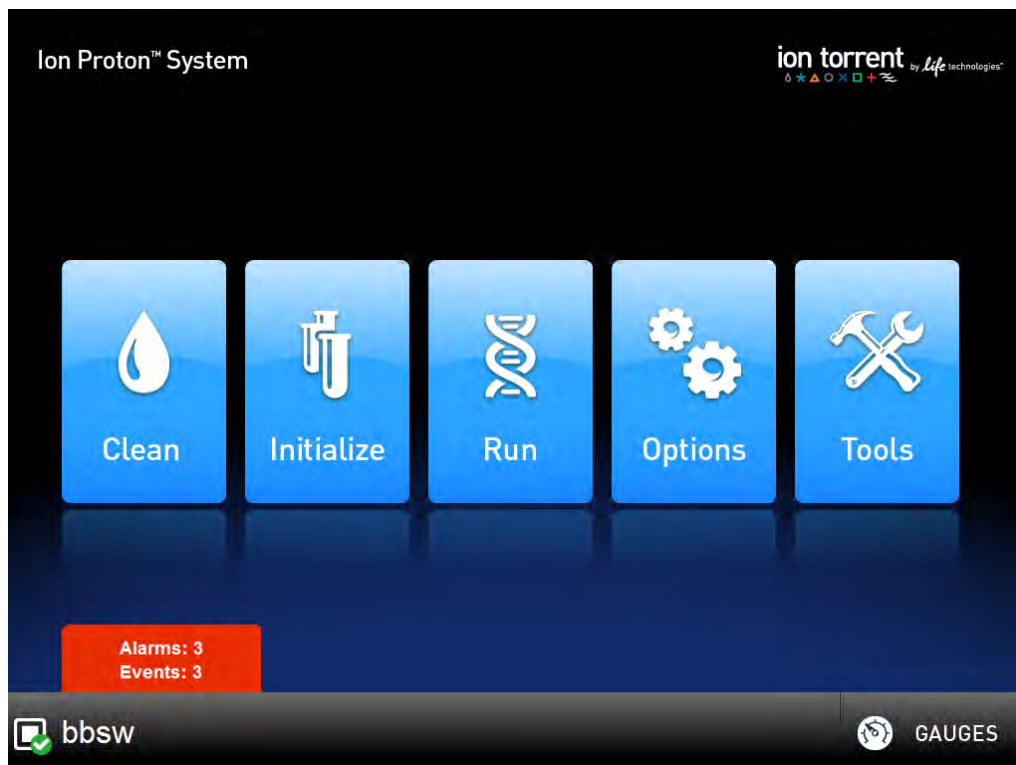 Ion Proton™ System
ion torrent by life technologies™
Clean
Initialize
Run
Options
Tools
Alarms: 3
Events: 3
bbsw
GAUGES